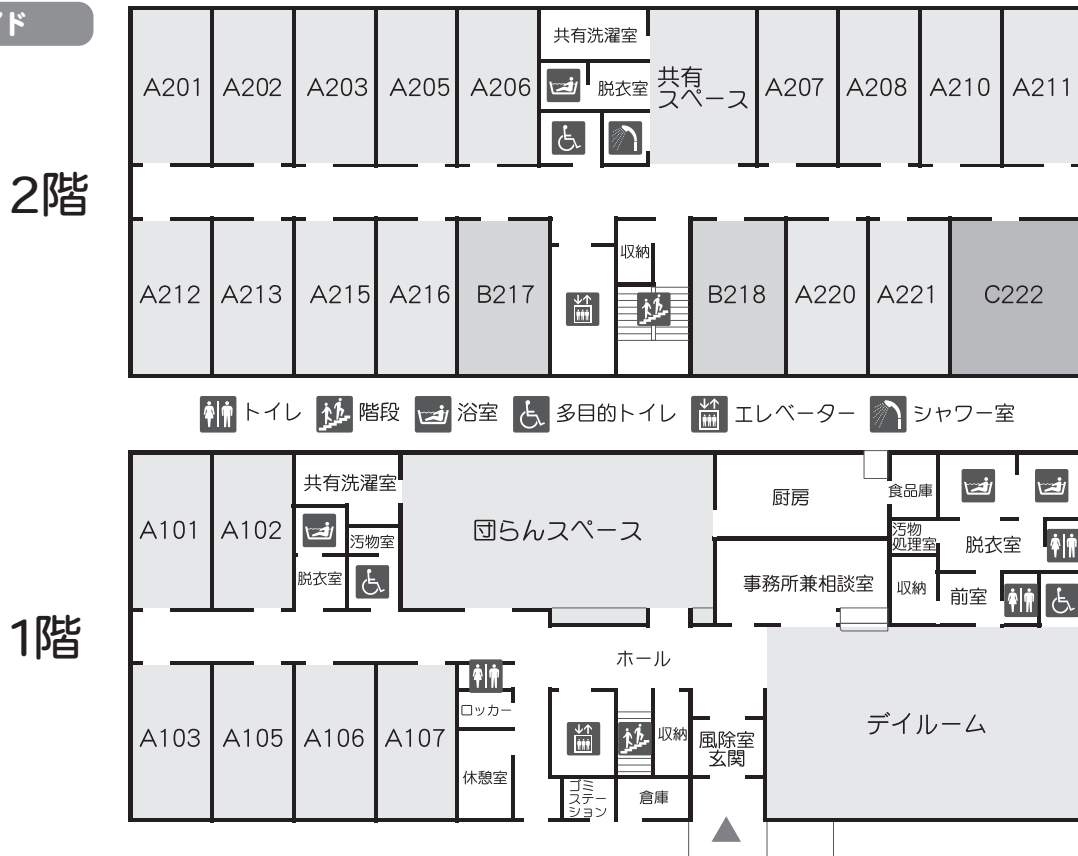 イド
2階
共有洗濯室
A201 A202 A203 A205 A206
脱衣室
共有
スペース
A207 A208 A210 A211
A212 A213 A215 A216 B217
収納
B218 A220 A221 C222
トイレ 階段 浴室 多目的トイレ エレベーター シャワー室
1階
共有洗濯室
A101 A102
汚物室
脱衣室
団らんスペース
厨房
食品庫
汚物
処理室
脱衣室
事務所兼相談室
収納
前室
ホール
A103 A105 A106 A107
ロッカー
休憩室
収納
風除室
玄関
デイルーム
ゴミ
ステー
ション
倉庫